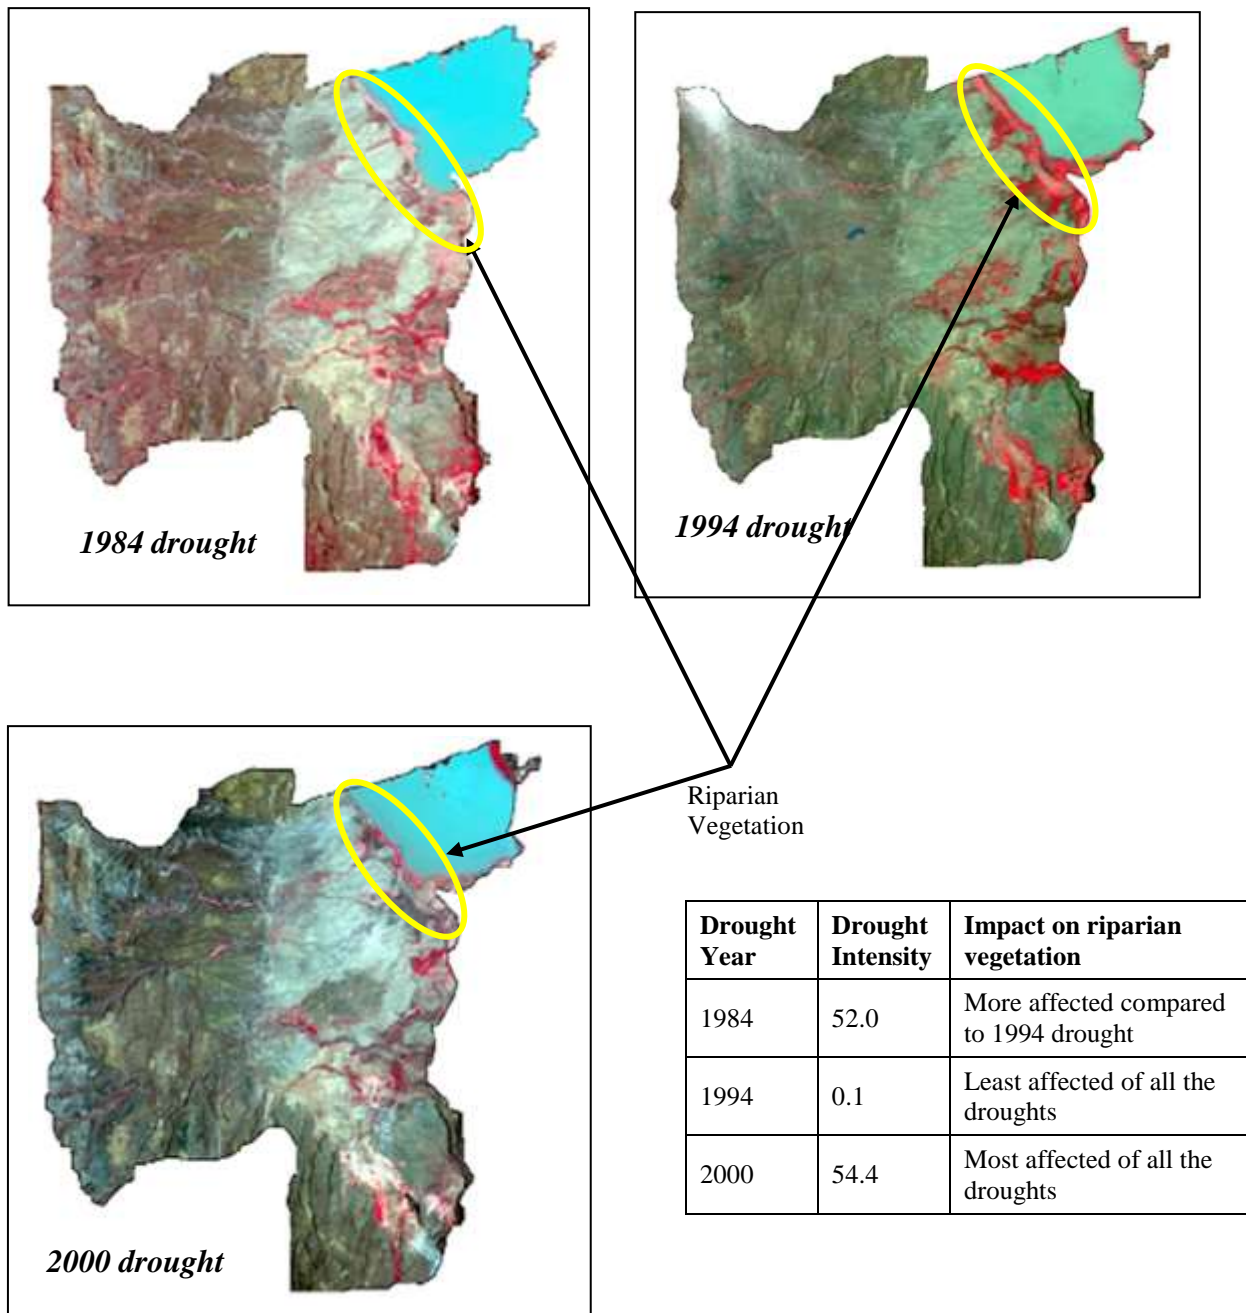 1984 drought
1994 drought
2000 drought
Riparian
Vegetation
Drought Year	Drought Intensity	Impact on riparian vegetation
1984	52.0	More affected compared to 1994 drought
1994	0.1	Least affected of all the droughts
2000	54.4	Most affected of all the droughts